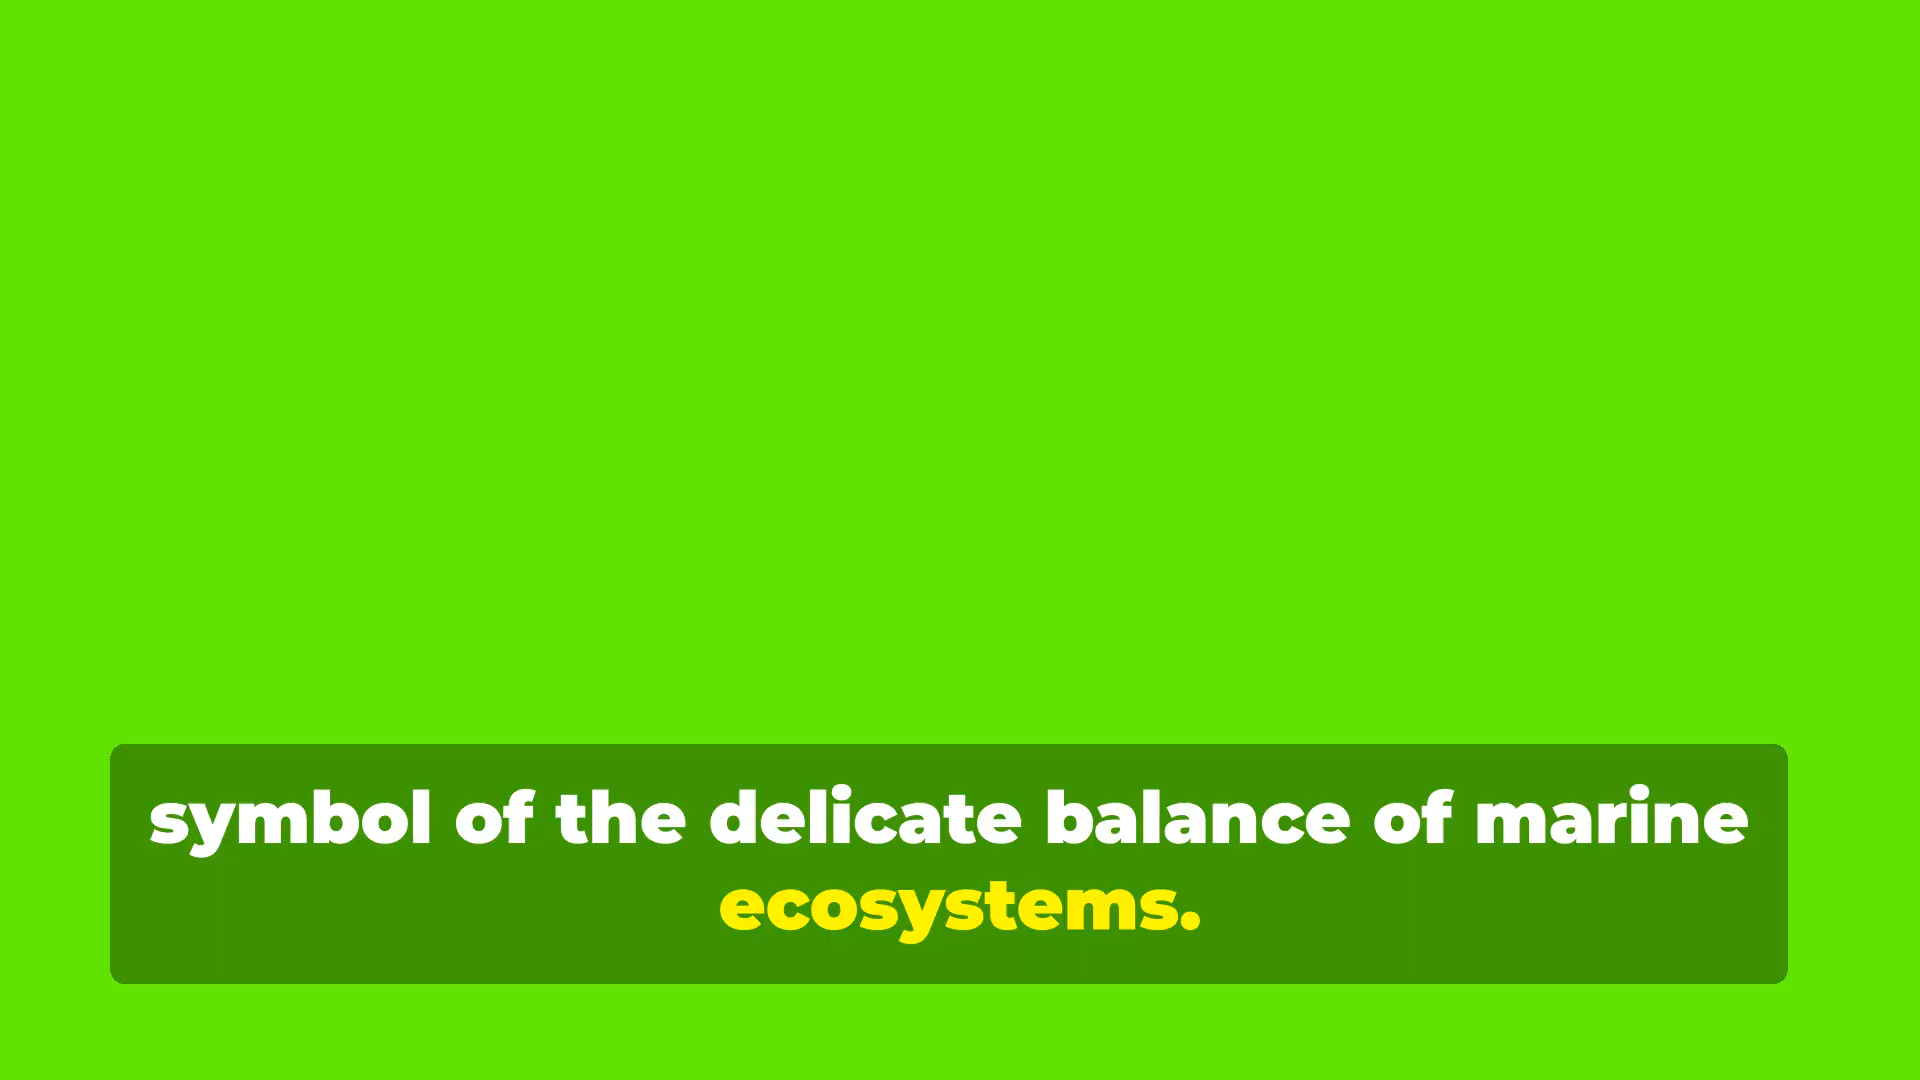 symbol of the delicate balance of marine
ecosystems.